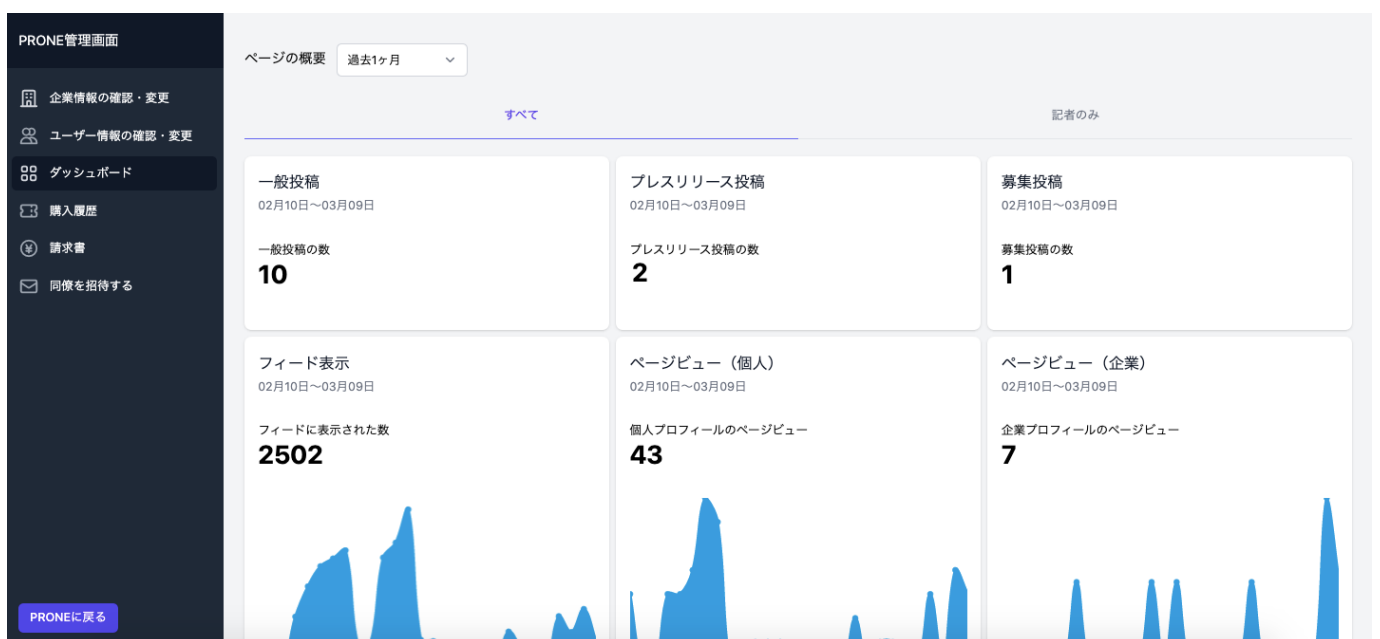 PRONE管理画面
企業情報の確認・変更
ユーザー情報の確認・変更
ダッシュボード
購入履歴
請求書
同僚を招待する
PRONEに戻る
ページの概要
過去1ヶ月
すべて
記者のみ
一般投稿
02月10日〜03月09日
一般投稿の数
10
プレスリリース投稿
02月10日〜03月09日
プレスリリース投稿の数
2
募集投稿
02月10日〜03月09日
募集投稿の数
1
フィード表示
02月10日〜03月09日
フィードに表示された数
2502
ページビュー（個人）
02月10日〜03月09日
個人プロフィールのページビュー
43
ページビュー（企業）
02月10日〜03月09日
企業プロフィールのページビュー
7